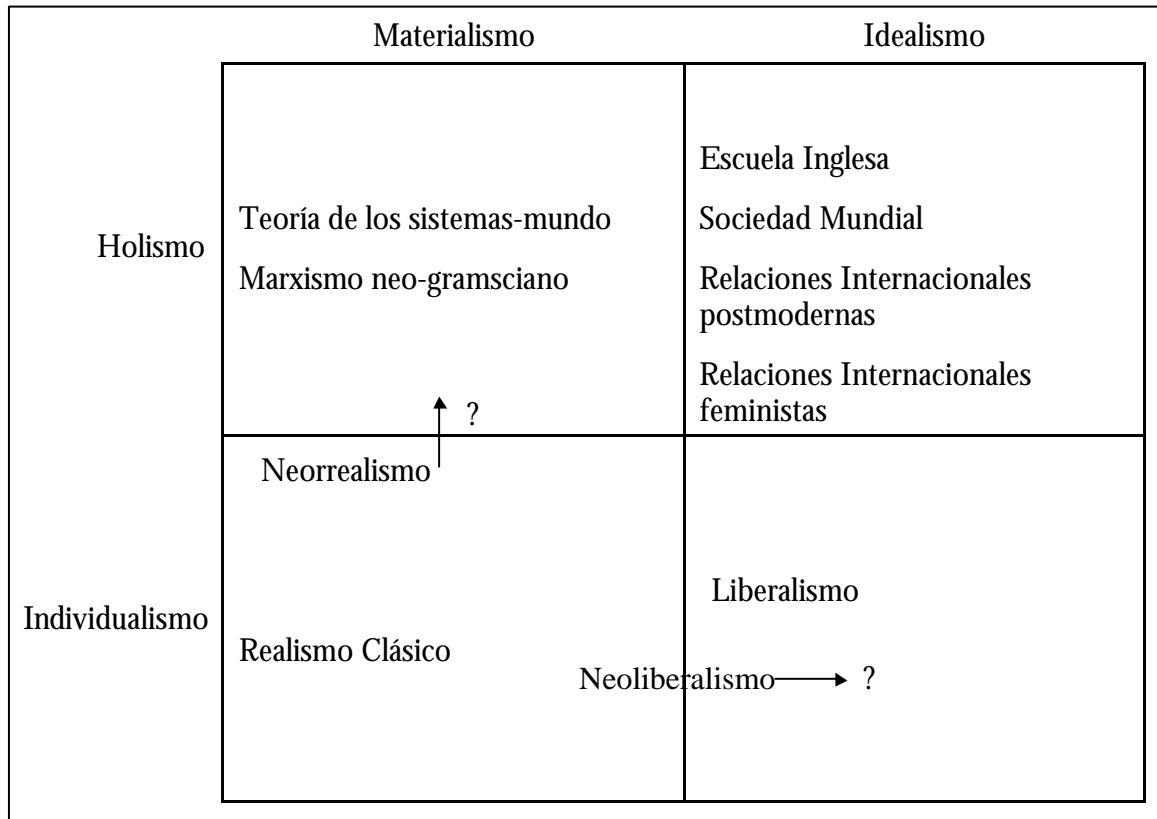 Materialismo
Idealismo
Holismo
Teoría de los sistemas-mundo
Marxismo neo-gramsciano
?
Escuela Inglesa
Sociedad Mundial
Relaciones Internacionales
postmodernas
Relaciones Internacionales
feministas
Individualismo
Neorrealismo
Realismo Clásico
Liberalismo
Neoliberalismo
?